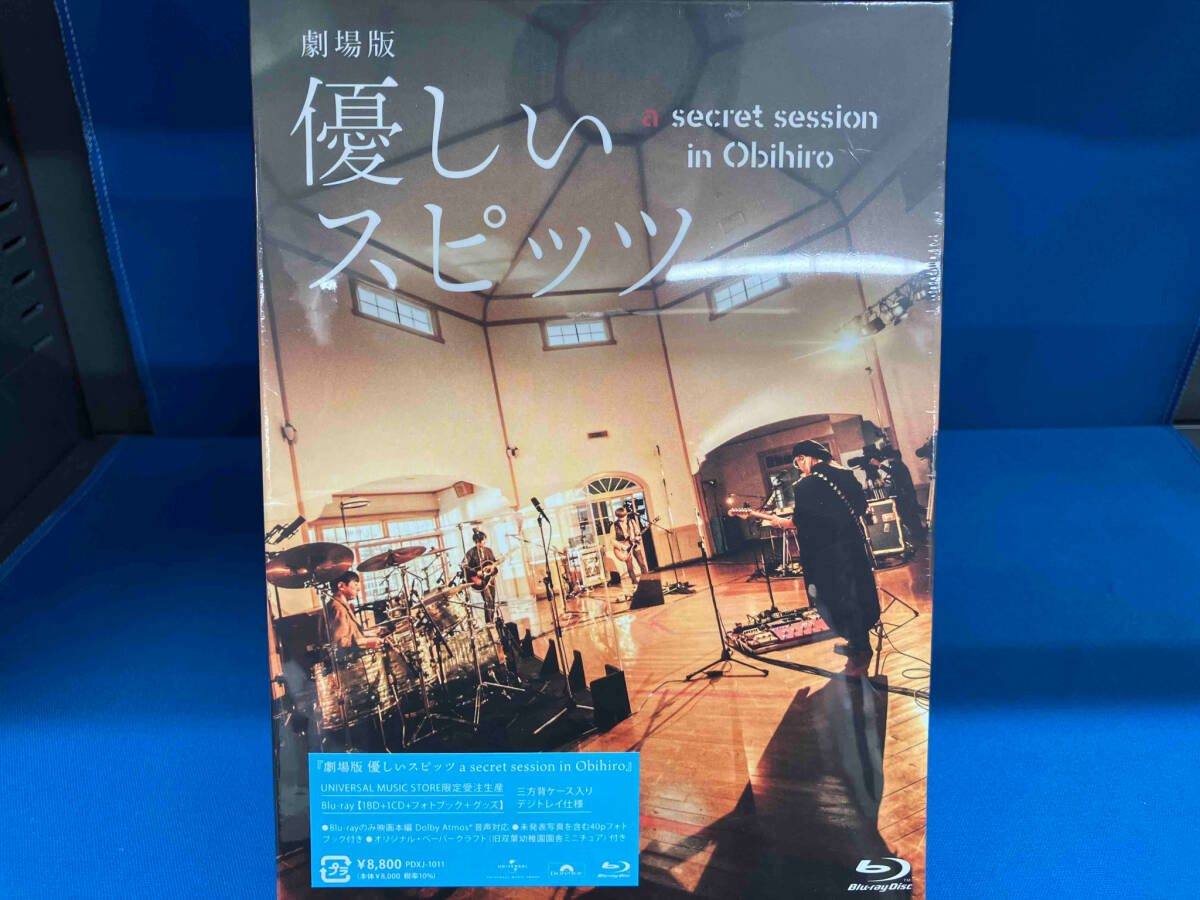 劇場版
優しい
スピッツ
a secret session
in Obihiro
『劇場版 優しいスピッツ a secret session in Obihiro』
UNIVERSAL MUSIC STORE限定受注生産
Blu-ray【1BD+1CD+フォトブック+グッズ】
三方背ケース入り
デジトレイ仕様
●Blu-rayのみ映画本編 Dolby Atmos®音声対応 ●未発表写真を含む40pフォト
ブック付き ●オリジナル・ペーパークラフト(旧双葉幼稚園園舎ミニチュア)付き
プラ
¥8,800 PDXJ-1011
(本体¥8,000 税率10%)
UNIVERSAL
UNIVERSAL MUSIC GROUP
Blu-ray Disc